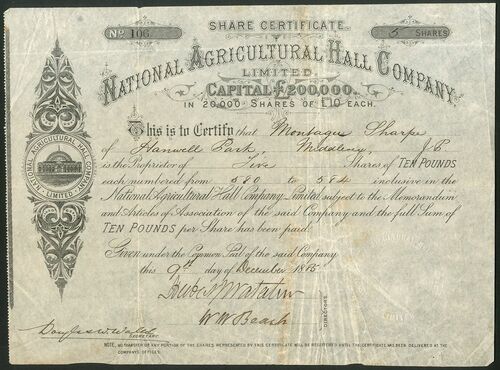 SHARE CERTIFICATE.
No 106
5 SHARES
NATIONAL AGRICULTURAL HALL COMPANY
LIMITED
CAPITAL £200,000.
IN 20,000 SHARES OF £10 EACH.
This is to Certify that Montague Sharpe
of Hanwell Park, Middlesex, J.P.
is the Proprietor of Five Shares of TEN POUNDS
each numbered from 580 to 584 inclusive in the
National Agricultural Hall Company Limited subject to the Memorandum
and Articles of Association of the said Company and the full Sum of
TEN POUNDS per Share has been paid.
Given under the Common Seal of the said Company
this 9th day of December 1885
W W Beach
DIRECTORS.
SECRETARY.
NATIONAL AGRICULTURAL HALL COMPANY, LIMITED
NOTE, NO TRANSFER OF ANY PORTION OF THE SHARES REPRESENTED BY THIS CERTIFICATE WILL BE REGISTERED UNTIL THE CERTIFICATE HAS BEEN DELIVERED AT THE
COMPANYS OFFICES.